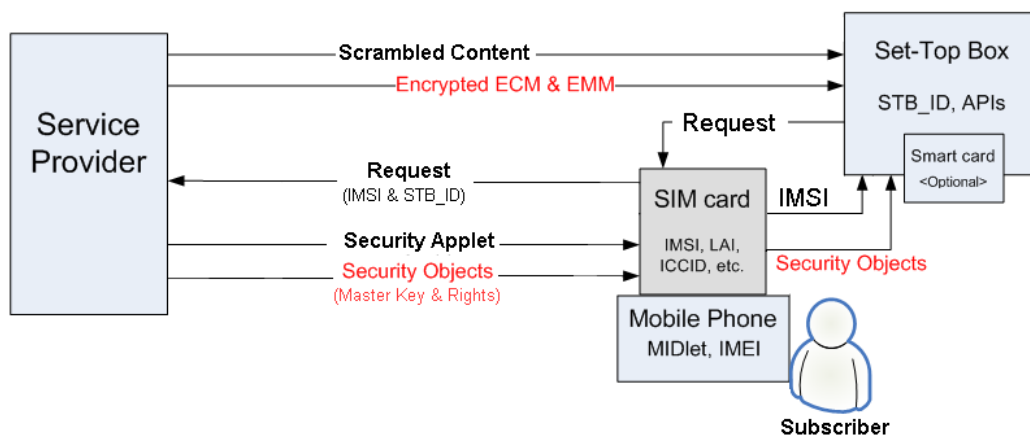 Service
Provider
Scrambled Content
Encrypted ECM & EMM
Set-Top Box
STB_ID, APIs
Smart card
<Optional>
Request
Request
(IMSI & STB_ID)
SIM card
IMSI, LAI,
ICCID, etc.
IMSI
Security Applet
Security Objects
(Master Key & Rights)
Security Objects
Mobile Phone
MIDlet, IMEI
Subscriber